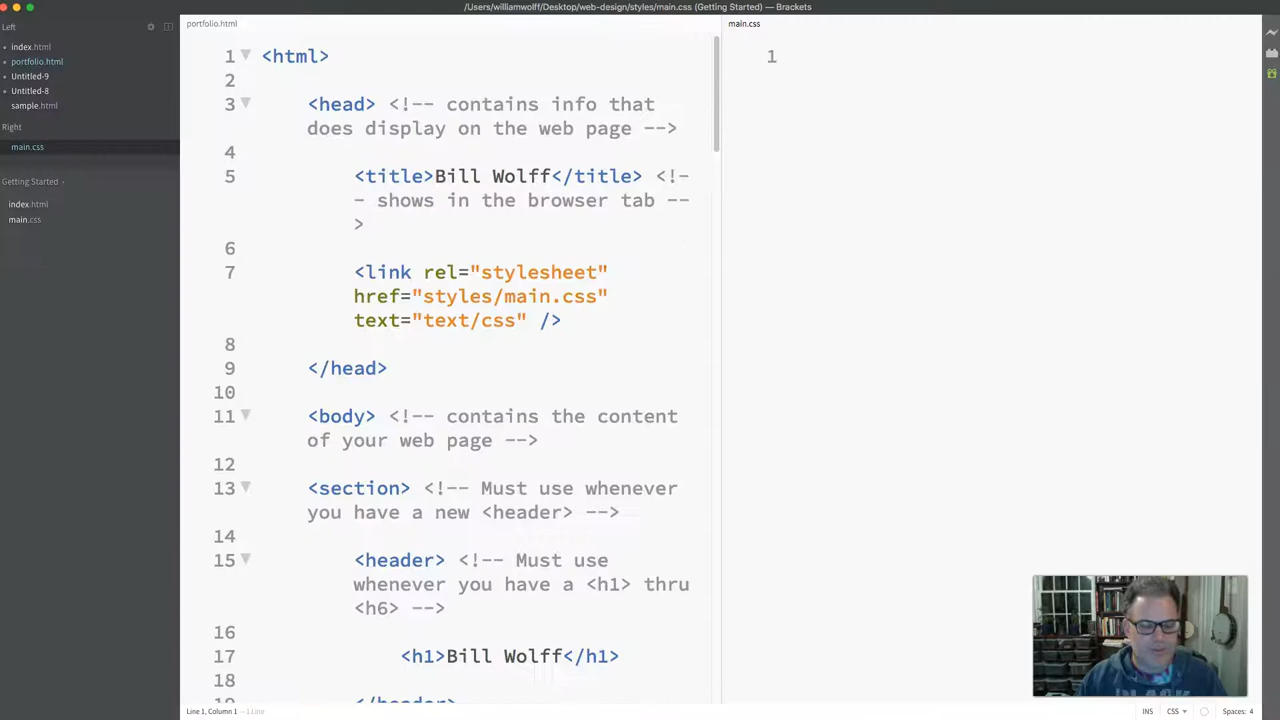 /Users/williamwolff/Desktop/web-design/styles/main.css (Getting Started) — Brackets
Left
index.html
portfolio.html
Untitled-9
Untitled-8
sample.html
Right
main.css
Getting Started
index.html
main.css
portfolio.html
1 <html>
2
3 <head> <!-- contains info that
does display on the web page -->
4
5 <title>Bill Wolff</title> <!-
- shows in the browser tab --
>
6
7 <link rel="stylesheet"
href="styles/main.css"
text="text/css" />
8
9 </head>
10
11 <body> <!-- contains the content
of your web page -->
12
13 <section> <!-- Must use whenever
you have a new <header> -->
14
15 <header> <!-- Must use
whenever you have a <h1> thru
<h6> -->
16
17 <h1>Bill Wolff</h1>
18
19 </header>
main.css
1
BLACK
Line 1, Column 1 — 1 Line
INS
CSS
Spaces: 4